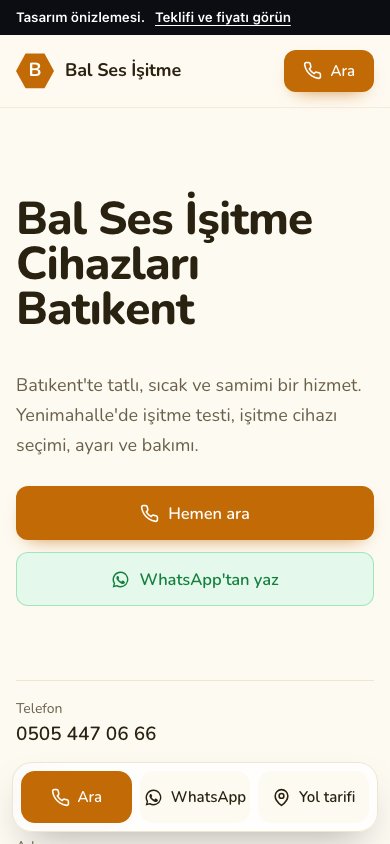 Tasarım önizlemesi. Teklifi ve fiyatı görün
B Bal Ses İşitme
Ara
Bal Ses İşitme
Cihazları
Batıkent
Batıkent'te tatlı, sıcak ve samimi bir hizmet.
Yenimahalle'de işitme testi, işitme cihazı
seçimi, ayarı ve bakımı.
Hemen ara
WhatsApp'tan yaz
Telefon
0505 447 06 66
Ara
WhatsApp
Yol tarifi